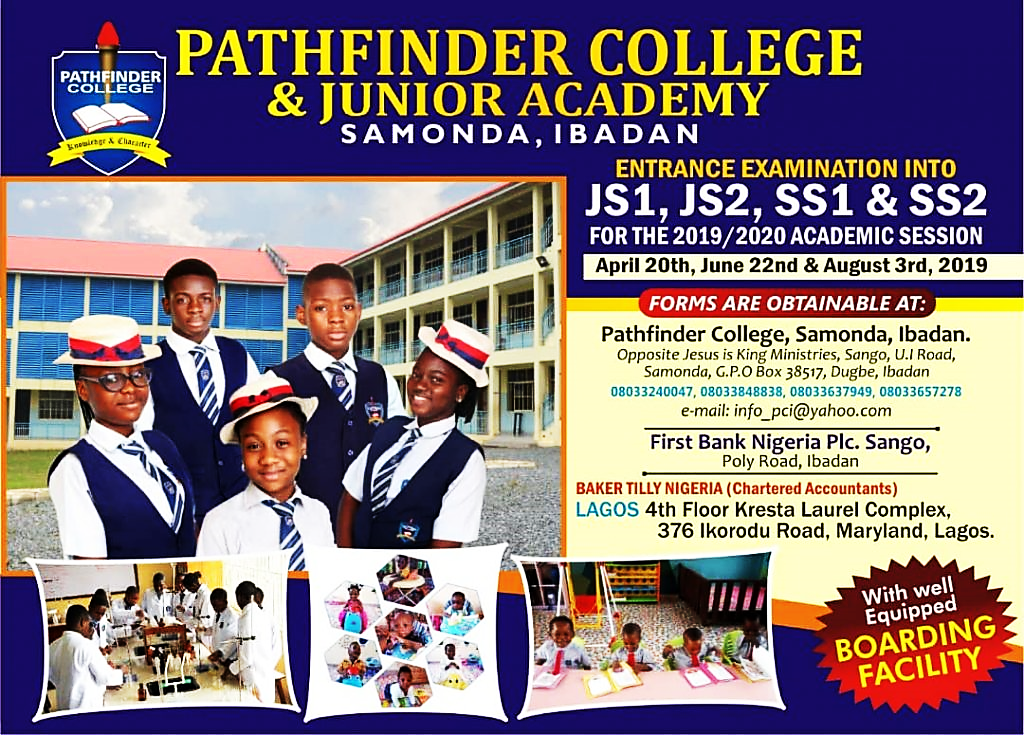 PATHFINDER
COLLEGE
Knowledge & Character
PATHFINDER COLLEGE
& JUNIOR ACADEMY
SAMONDA, IBADAN
ENTRANCE EXAMINATION INTO
JS1, JS2, SS1 & SS2
FOR THE 2019/2020 ACADEMIC SESSION
April 20th, June 22nd & August 3rd, 2019
FORMS ARE OBTAINABLE AT:
Pathfinder College, Samonda, Ibadan.
Opposite Jesus is King Ministries, Sango, U.I Road,
Samonda, G.P.O Box 38517, Dugbe, Ibadan
08033240047, 08033848838, 08033637949, 08033657278
e-mail: info_pci@yahoo.com
First Bank Nigeria Plc. Sango,
Poly Road, Ibadan
BAKER TILLY NIGERIA (Chartered Accountants)
LAGOS 4th Floor Kresta Laurel Complex,
376 Ikorodu Road, Maryland, Lagos.
With well
Equipped
BOARDING
FACILITY